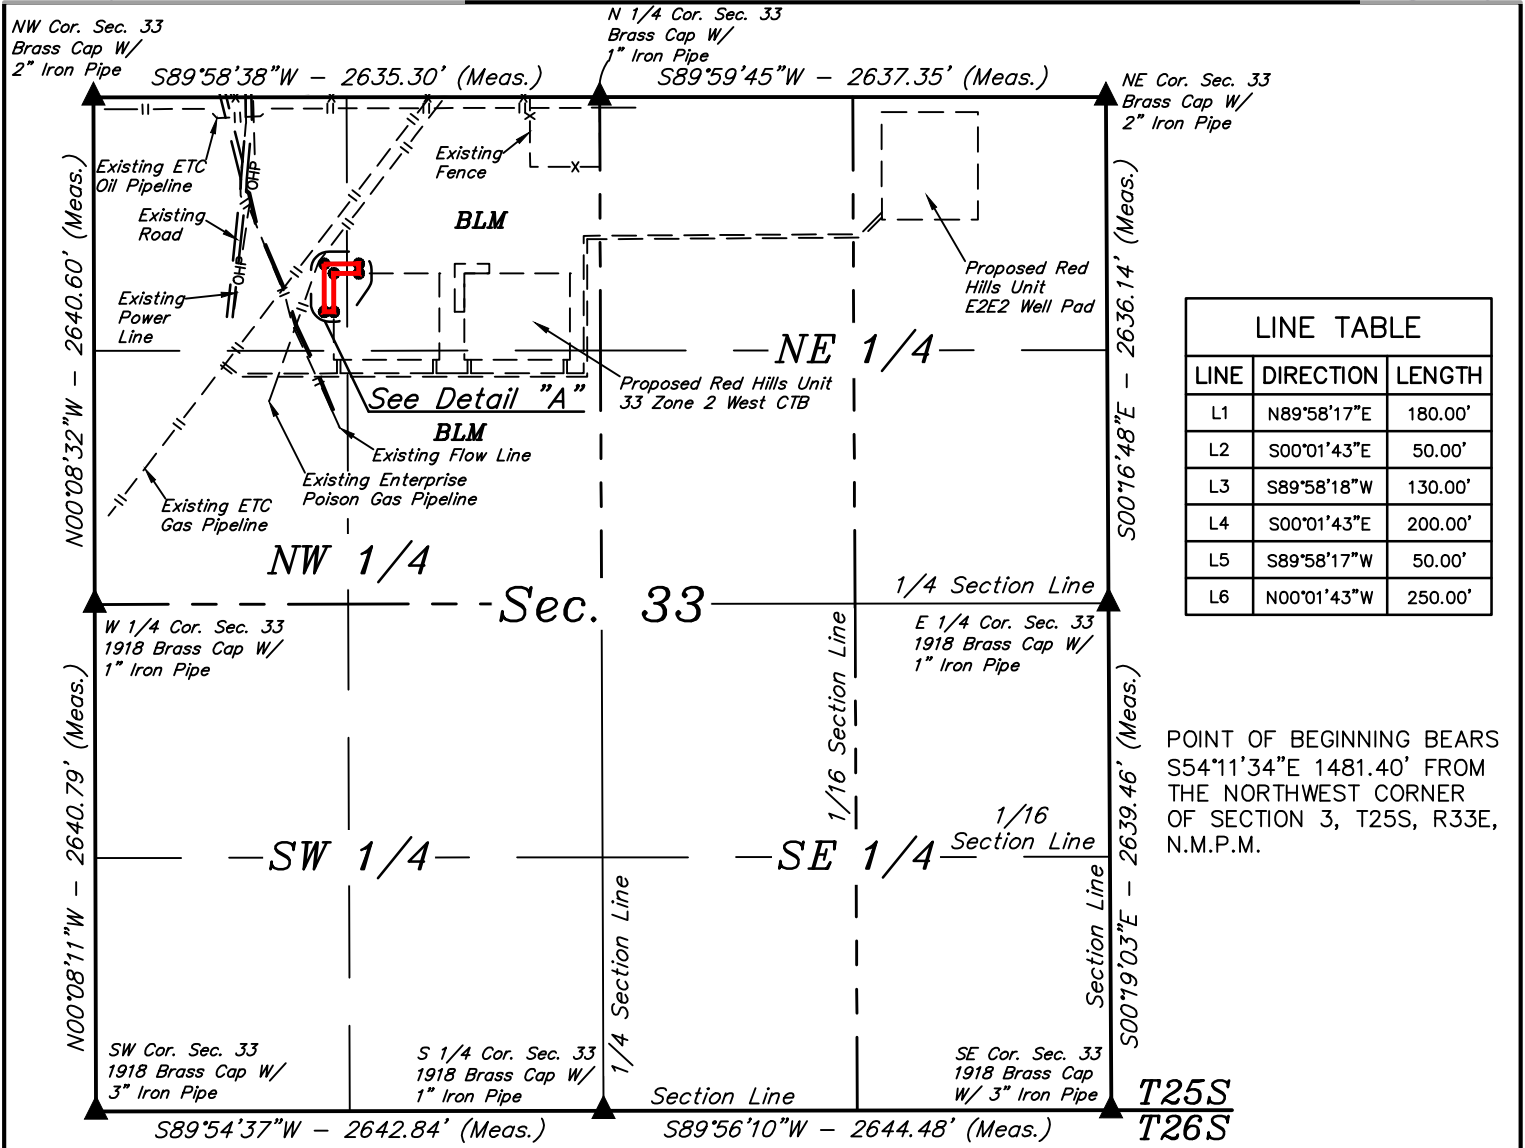 NW Cor. Sec. 33
Brass Cap W/
2" Iron Pipe
N 1/4 Cor. Sec. 33
Brass Cap W/
1" Iron Pipe
S89°58'38"W - 2635.30' (Meas.)
S89°59'45"W - 2637.35' (Meas.)
NE Cor. Sec. 33
Brass Cap W/
2" Iron Pipe
N00°08'32"W - 2640.60' (Meas.)
Existing ETC
Oil Pipeline
Existing
Road
Existing
Power
Line
OHP
OHP
Existing
Fence
BLM
Proposed Red
Hills Unit
E2E2 Well Pad
S00°16'48"E - 2636.14' (Meas.)
NE 1/4
Proposed Red Hills Unit
33 Zone 2 West CTB
See Detail "A"
BLM
Existing Flow Line
Existing Enterprise
Poison Gas Pipeline
Existing ETC
Gas Pipeline
NW 1/4
Sec. 33
1/4 Section Line
LINE TABLE
LINE DIRECTION LENGTH
L1 N89°58'17"E 180.00'
L2 S00°01'43"E 50.00'
L3 S89°58'18"W 130.00'
L4 S00°01'43"E 200.00'
L5 S89°58'17"W 50.00'
L6 N00°01'43"W 250.00'
W 1/4 Cor. Sec. 33
1918 Brass Cap W/
1" Iron Pipe
E 1/4 Cor. Sec. 33
1918 Brass Cap W/
1" Iron Pipe
1/16 Section Line
N00°08'11"W - 2640.79' (Meas.)
S00°19'03"E - 2639.46' (Meas.)
POINT OF BEGINNING BEARS
S54°11'34"E 1481.40' FROM
THE NORTHWEST CORNER
OF SECTION 3, T25S, R33E,
N.M.P.M.
1/16
Section Line
SW 1/4
SE 1/4
1/4 Section Line
Section Line
SW Cor. Sec. 33
1918 Brass Cap W/
3" Iron Pipe
S 1/4 Cor. Sec. 33
1918 Brass Cap W/
1" Iron Pipe
SE Cor. Sec. 33
1918 Brass Cap
W/ 3" Iron Pipe
Section Line
T25S
T26S
S89°54'37"W - 2642.84' (Meas.)
S89°56'10"W - 2644.48' (Meas.)